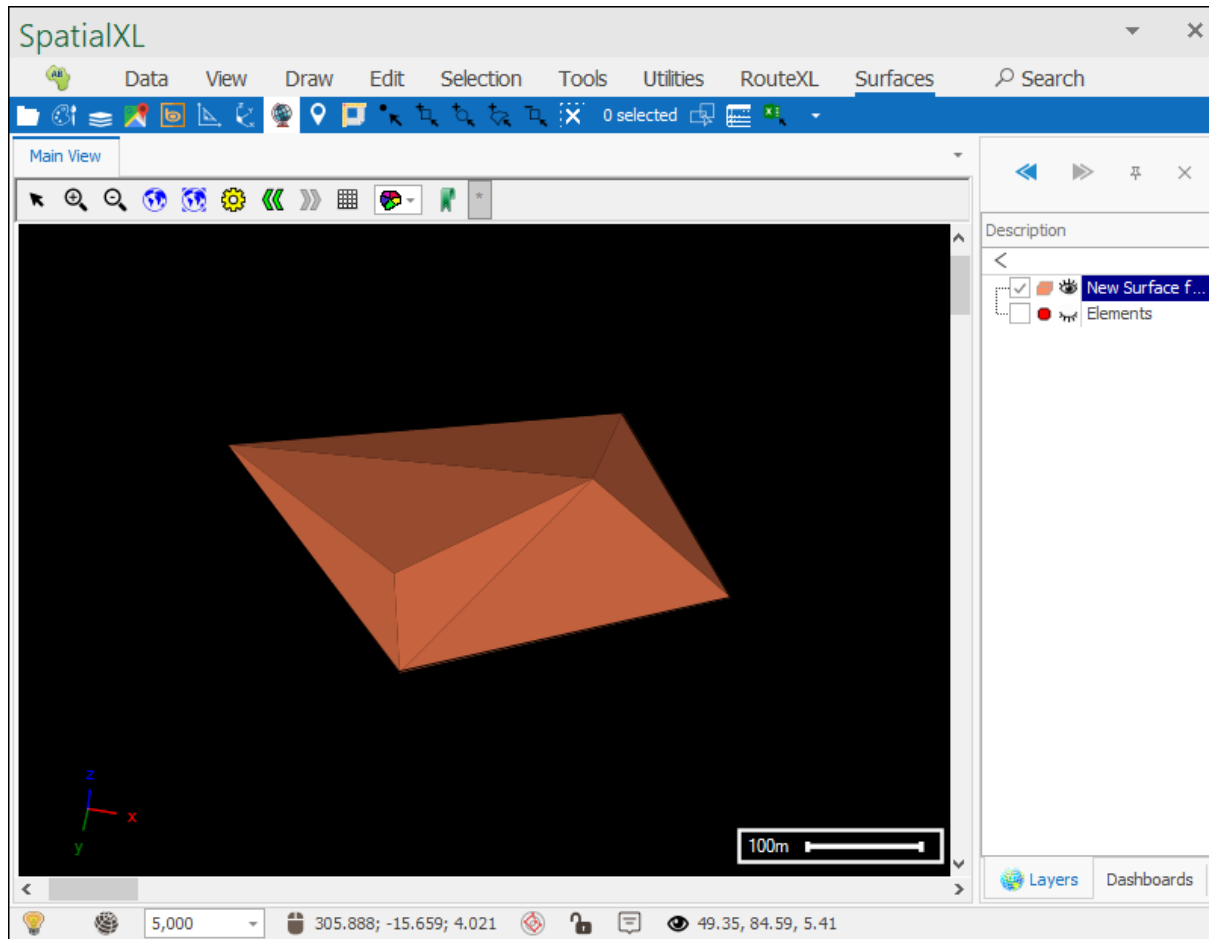 SpatialXL
AB Data View Draw Edit Selection Tools Utilities RouteXL Surfaces Search
0 selected
Main View
*
Description
<
New Surface f...
Elements
z
x
y
100m
Layers Dashboards
5,000 305.888; -15.659; 4.021 49.35, 84.59, 5.41